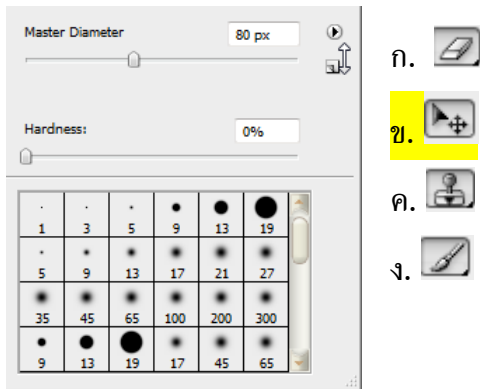 Master Diameter 80 px
Hardness: 0%
1 3 5 9 13 19
5 9 13 17 21 27
35 45 65 100 200 300
9 13 19 17 45 65
ก.
ข.
ค.
ง.